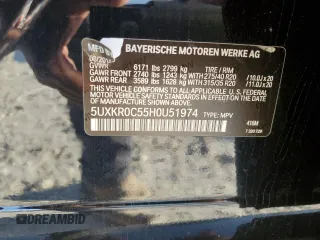 MFD BY BAYERISCHE MOTOREN WERKE AG
GVWR 6171 lbs 2799 kg TIRE / RIM
GAWR FRONT 2740 lbs 1243 kg WITH 275/40 R20 /10.0J x 20
GAWR REAR 3589 lbs 1628 kg WITH 315/35 R20 /11.0J x 20
THIS VEHICLE CONFORMS TO ALL APPLICABLE U.S.
FEDERAL MOTOR VEHICLE SAFETY STANDARDS IN
EFFECT ON THE DATE OF MANUFACTURE SHOWN ABOVE
5UXKR0C55H0U51974 TYPE: MPV
DREAMBID